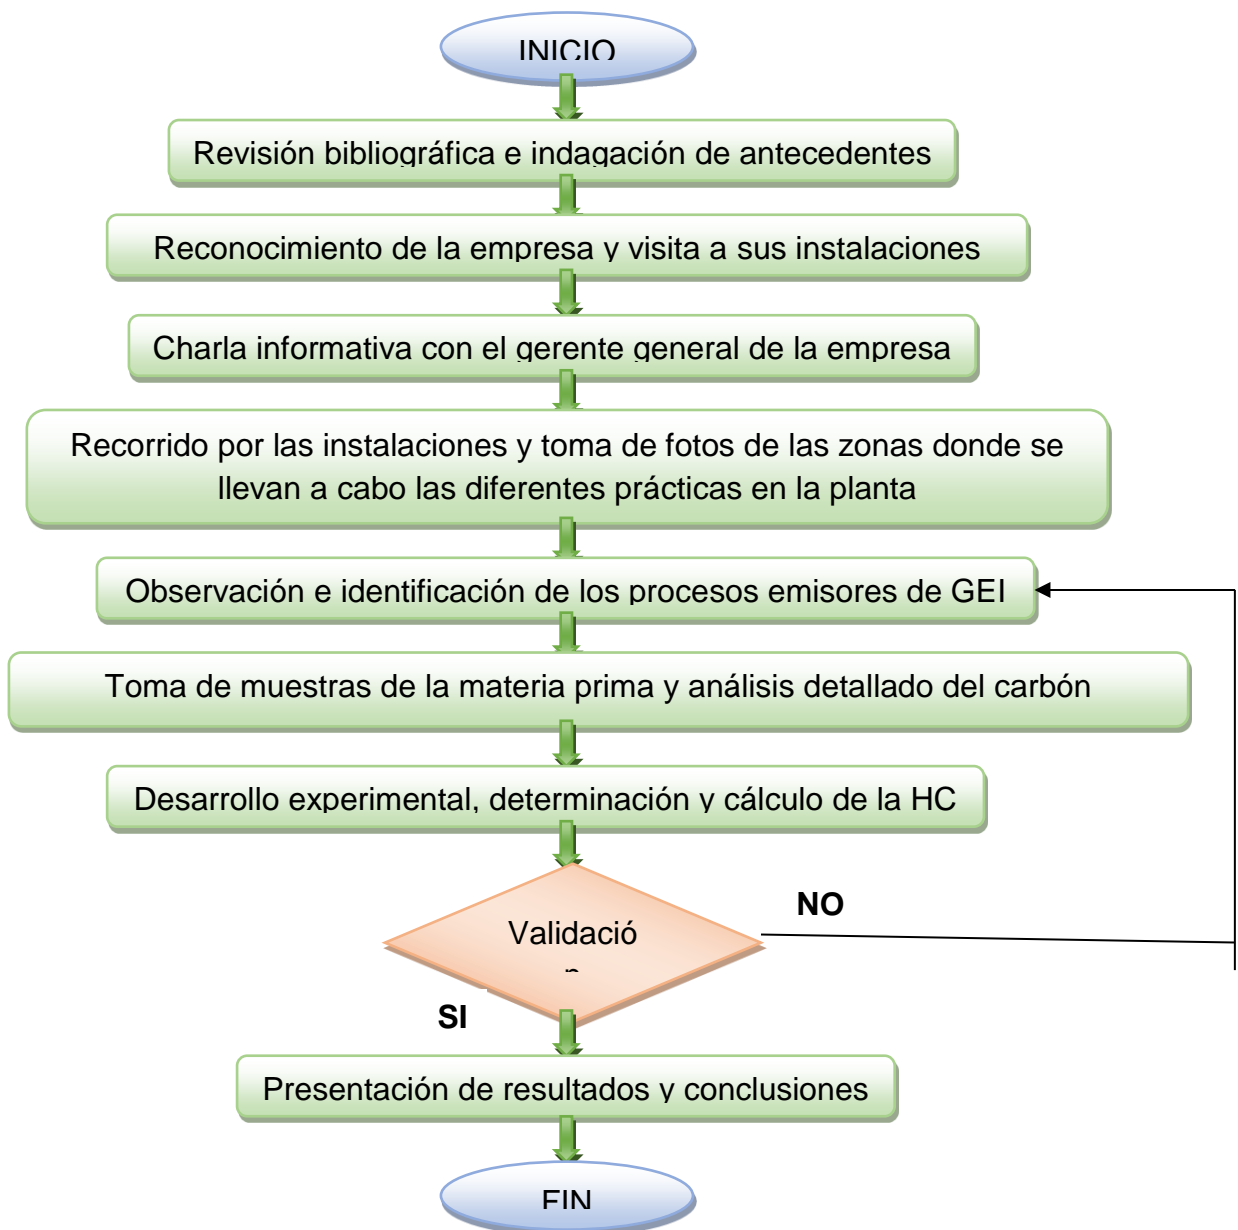 INICIO
Revisión bibliográfica e indagación de antecedentes
Reconocimiento de la empresa y visita a sus instalaciones
Charla informativa con el gerente general de la empresa
Recorrido por las instalaciones y toma de fotos de las zonas donde se
llevan a cabo las diferentes prácticas en la planta
Observación e identificación de los procesos emisores de GEI
Toma de muestras de la materia prima y análisis detallado del carbón
Desarrollo experimental, determinación y cálculo de la HC
Validació
n
NO
SI
Presentación de resultados y conclusiones
FIN